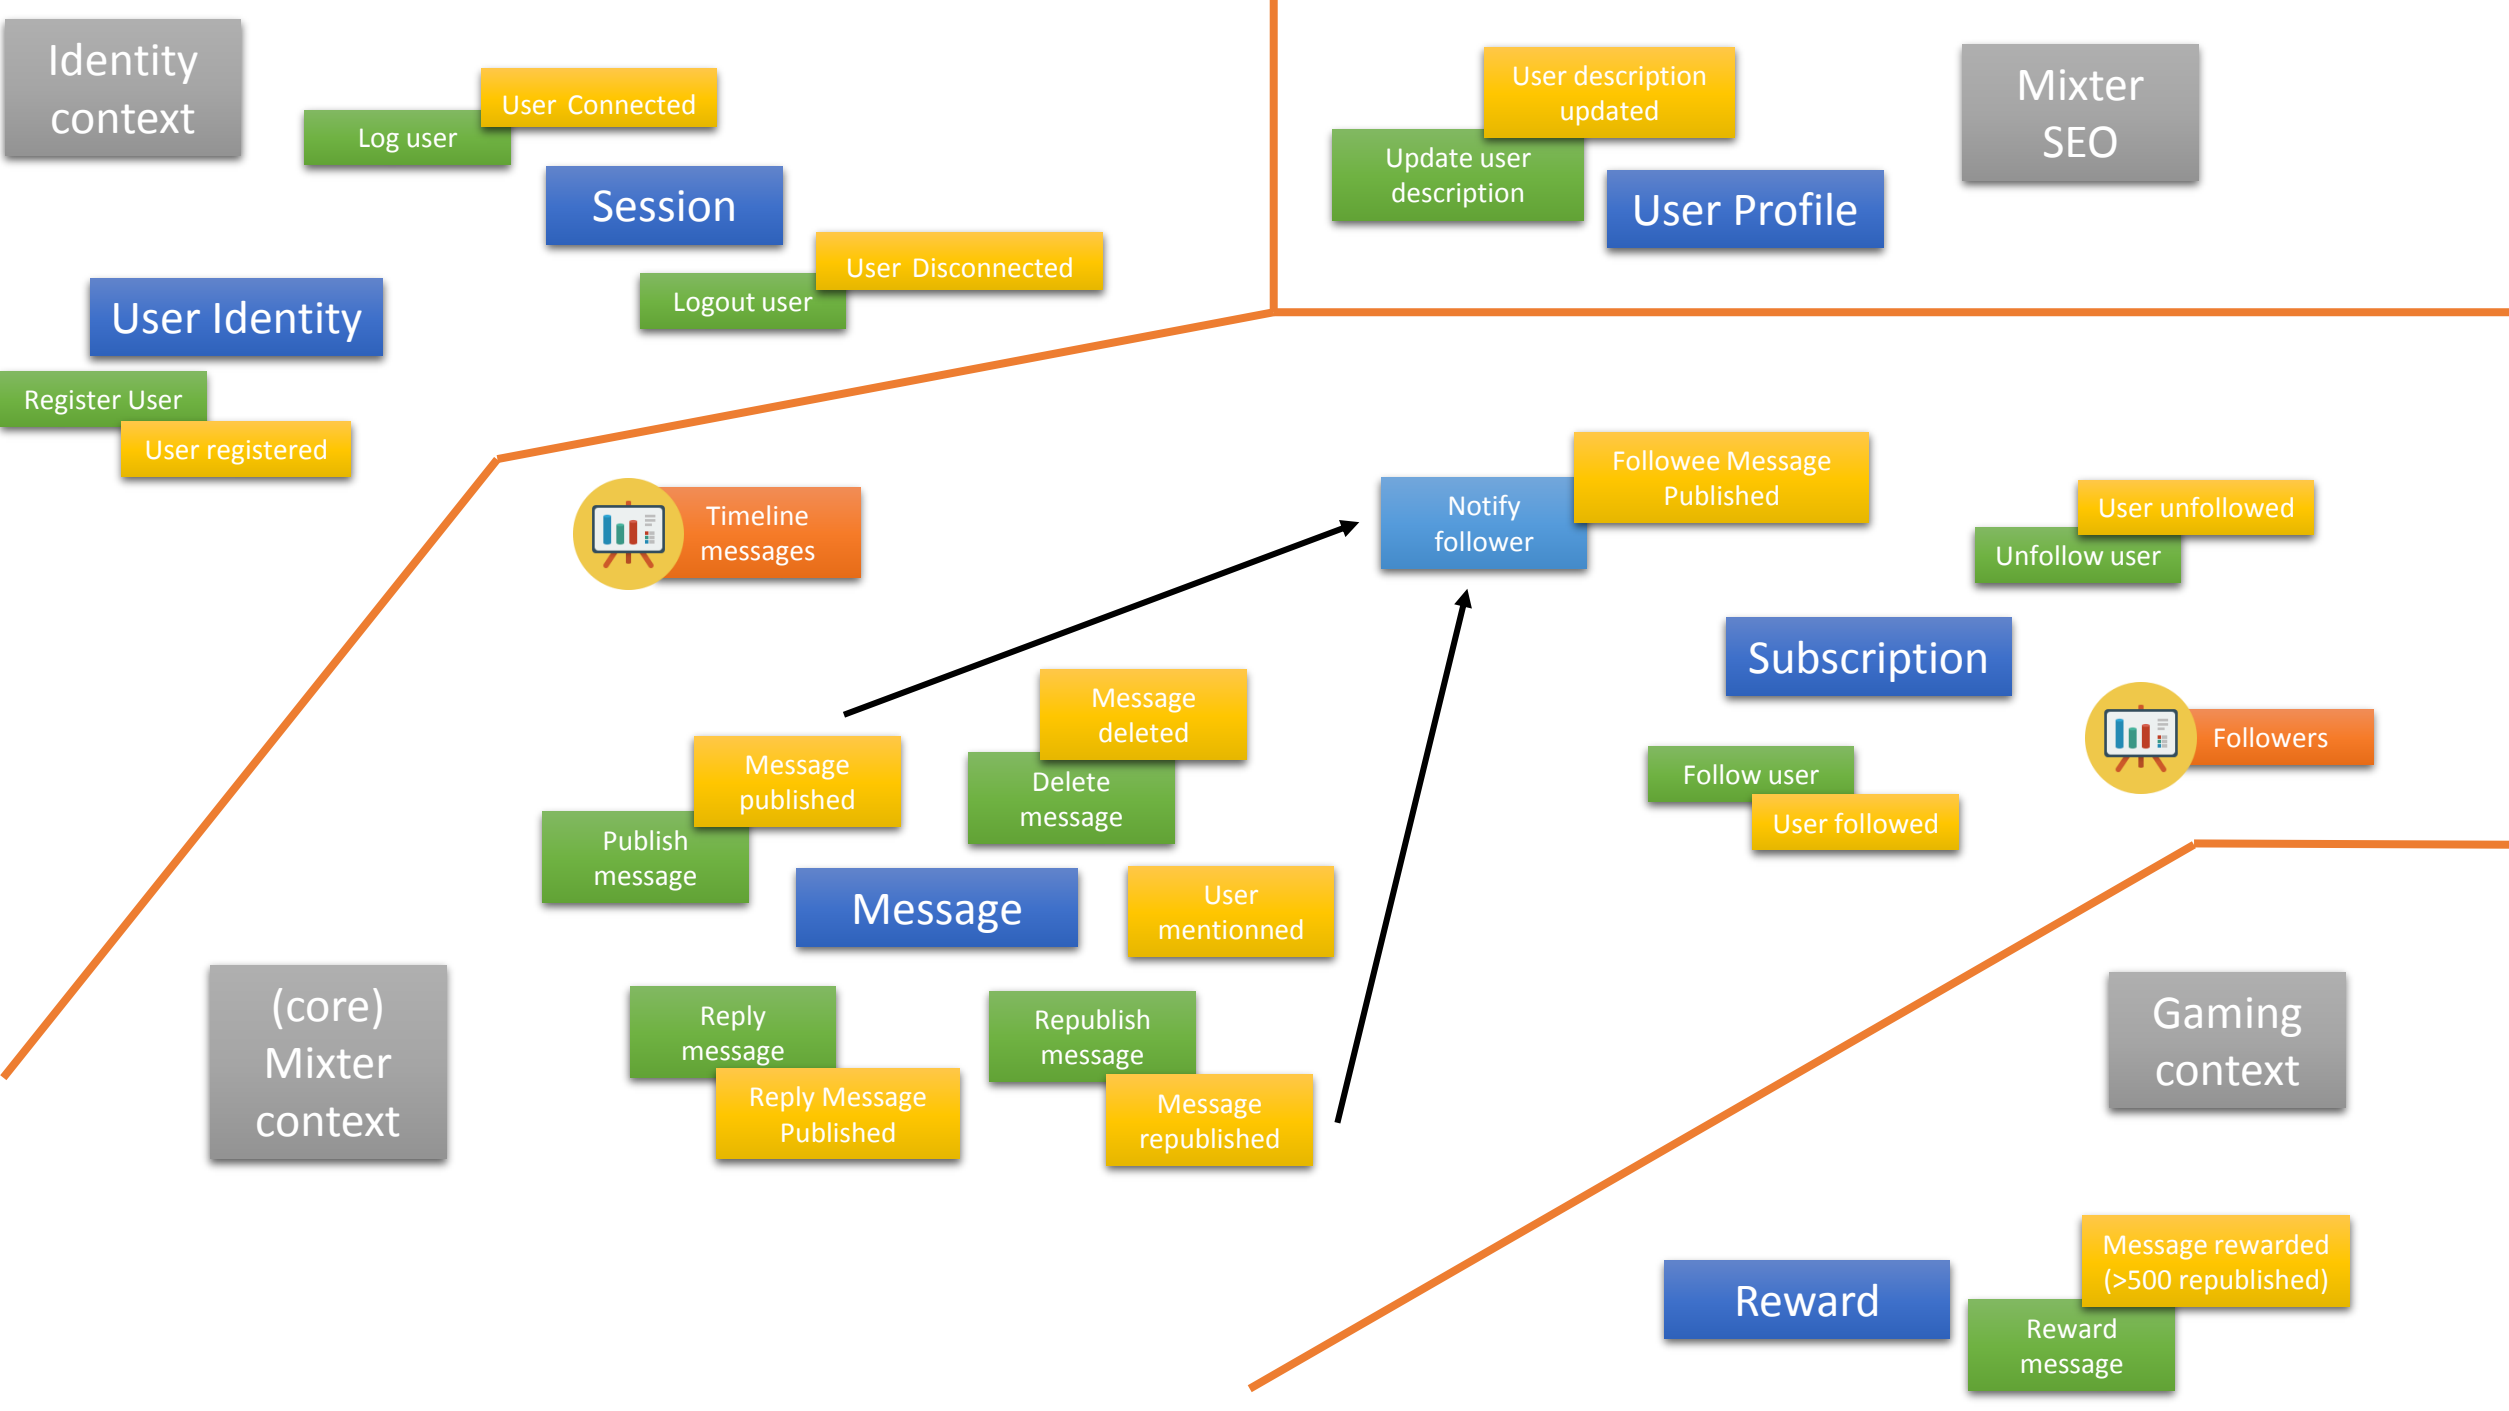 Identity
context
Log user
User  Connected
Session
User  Disconnected
Logout user
User Identity
Register User
User registered
User description
updated
Update user
description
User Profile
Mixter
SEO
Timeline
messages
Notify
follower
Followee Message
Published
User unfollowed
Unfollow user
Subscription
Followers
Follow user
User followed
Message
deleted
Delete
message
Message
published
Publish
message
Message
User
mentionned
Reply
message
Reply Message
Published
Republish
message
Message
republished
(core)
Mixter
context
Gaming
context
Reward
Message rewarded
(>500 republished)
Reward
message